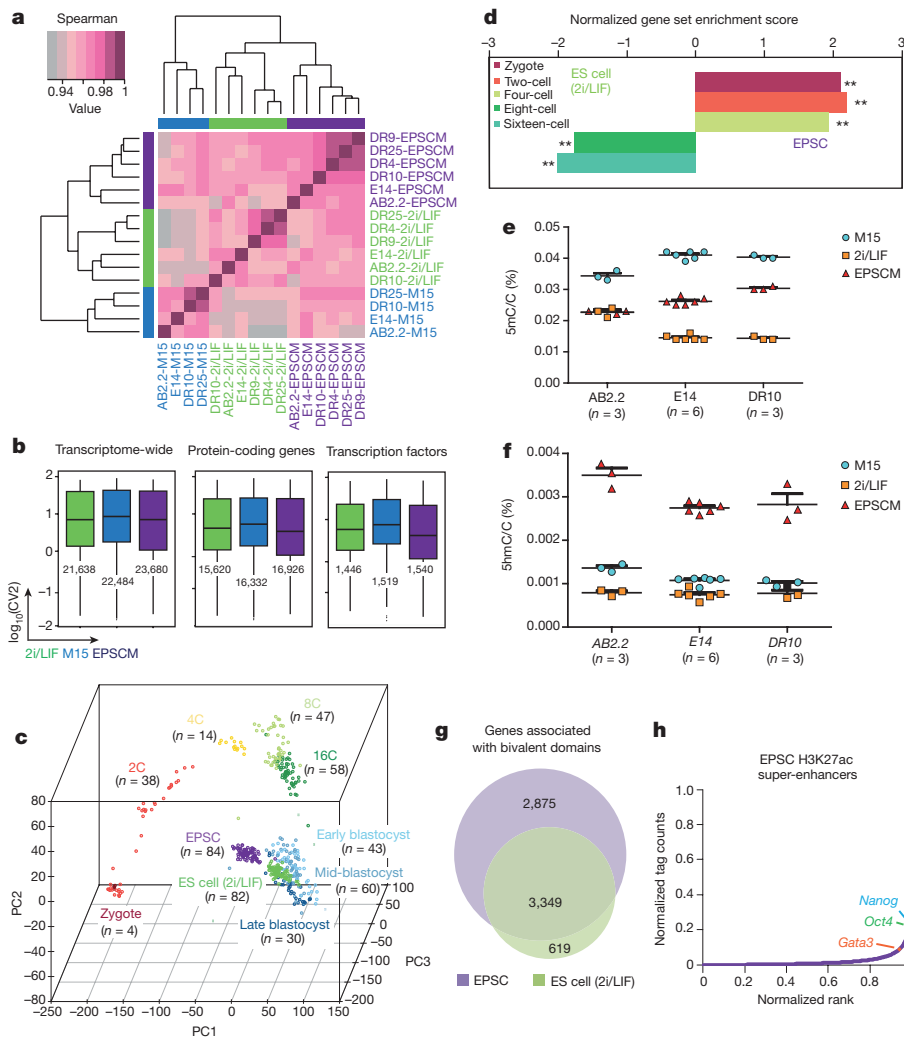 a
Spearman
0.94 0.98 1
Value
DR9-EPSCM
DR25-EPSCM
DR4-EPSCM
DR10-EPSCM
E14-EPSCM
AB2.2-EPSCM
DR25-2i/LIF
DR4-2i/LIF
DR9-2i/LIF
E14-2i/LIF
AB2.2-2i/LIF
DR10-2i/LIF
DR25-M15
DR10-M15
E14-M15
AB2.2-M15
AB2.2-M15
E14-M15
DR10-M15
DR25-M15
DR10-2i/LIF
AB2.2-2i/LIF
E14-2i/LIF
DR9-2i/LIF
DR4-2i/LIF
DR25-2i/LIF
AB2.2-EPSCM
E14-EPSCM
DR10-EPSCM
DR4-EPSCM
DR25-EPSCM
DR9-EPSCM
b
Transcriptome-wide Protein-coding genes Transcription factors
2
1
0
−1
−2
log10(CV2)
21,638 22,484 23,680
15,620 16,332 16,926
1,446 1,519 1,540
2i/LIF M15 EPSCM
c
Zygote
(n = 4)
2C
(n = 38)
4C
(n = 14)
8C
(n = 47)
16C
(n = 58)
EPSC
(n = 84)
ES cell (2i/LIF)
(n = 82)
Early blastocyst
(n = 43)
Mid-blastocyst
(n = 60)
Late blastocyst
(n = 30)
80
60
40
20
0
−20
−40
−60
−80
PC2
−250 −200 −150 −100 −50 0 50 100 150
PC1
100
50
0
−50
−100
−150
−200
PC3
d
Normalized gene set enrichment score
−3 −2 −1 0 1 2 3
Zygote
Two-cell
Four-cell
Eight-cell
Sixteen-cell
ES cell
(2i/LIF)
**
**
**
EPSC
**
**
e
0.05
0.04
0.03
0.02
0.01
0.00
5mC/C (%)
M15
2i/LIF
EPSCM
AB2.2 E14 DR10
(n = 3) (n = 6) (n = 3)
f
0.004
0.003
0.002
0.001
0.000
5hmC/C (%)
M15
2i/LIF
EPSCM
AB2.2 E14 DR10
(n = 3) (n = 6) (n = 3)
g
Genes associated
with bivalent domains
2,875
3,349
619
EPSC ES cell (2i/LIF)
h
EPSC H3K27ac
super-enhancers
1.0
0.8
0.6
0.4
0.2
0
Normalized tag counts
Nanog
Oct4
Gata3
0 0.2 0.4 0.6 0.8
Normalized rank